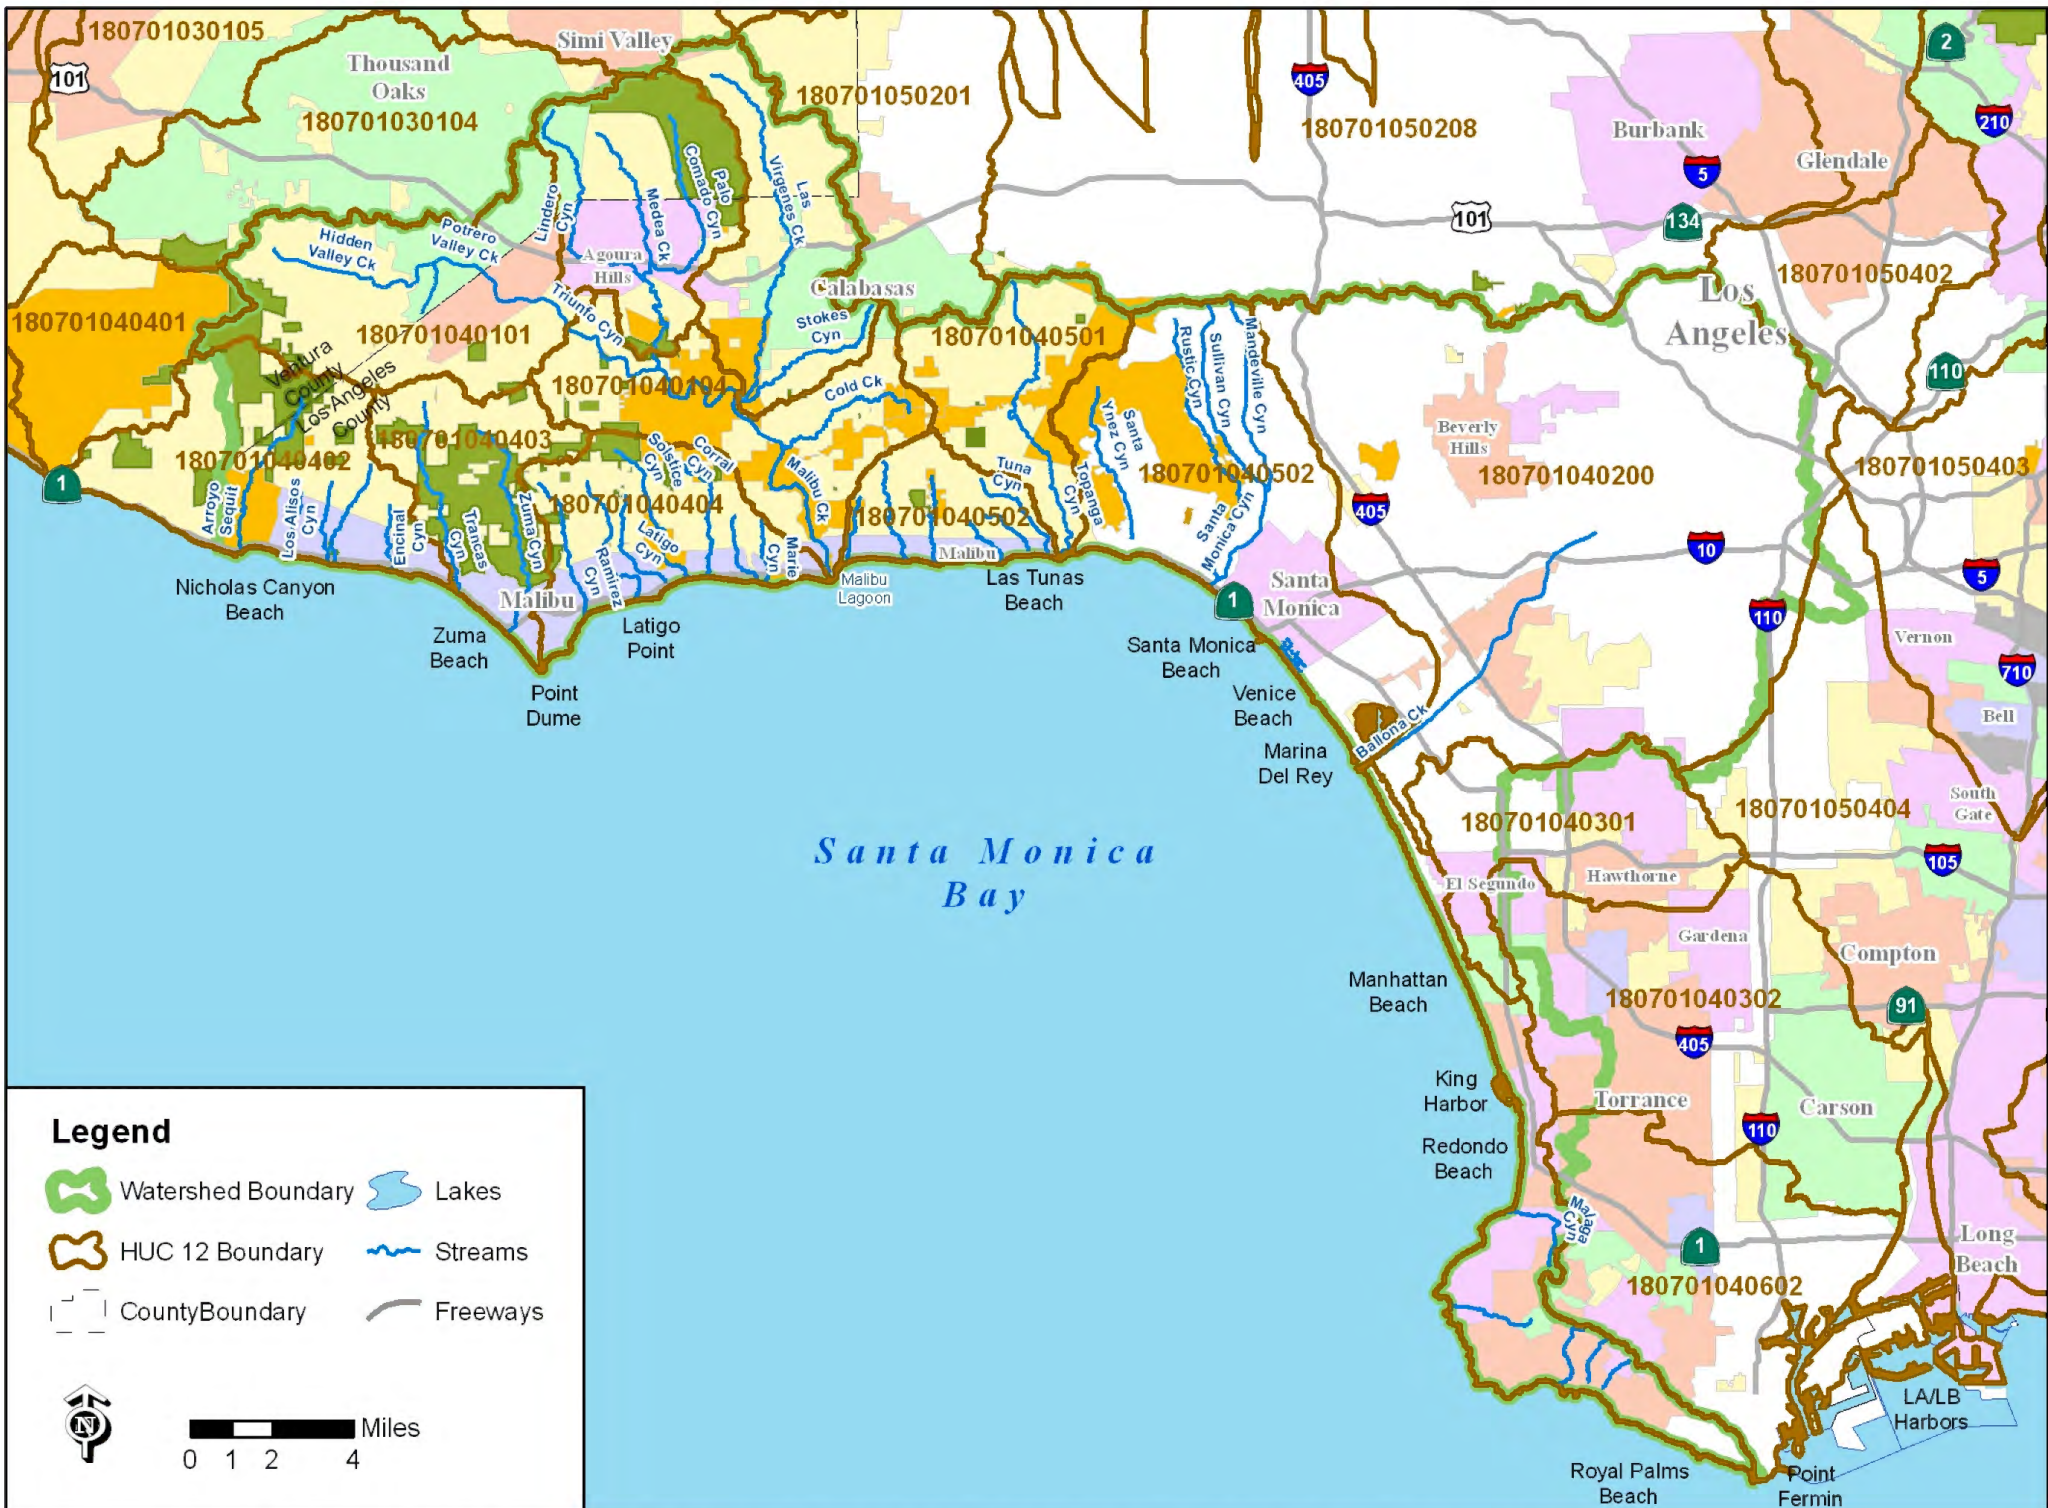 180701030105
Simi Valley
Thousand
Oaks
101
180701030104
180701050201
405
180701050208
2
210
Burbank
Glendale
5
101
134
Las
Virgenes Ck
Palo
Comado Cyn
Medea Ck
Lindero
Cyn
Hidden
Valley Ck
Potrero
Valley Ck
Agoura
Hills
Calabasas
Triunfo Cyn
Stokes
Cyn
180701040401
180701040101
180701040501
180701050402
Los
Angeles
110
Ventura
County
Los Angeles
County
180701040104
Cold Ck
Rustic Cyn
Sullivan Cyn
Mandeville Cyn
Santa
Ynez Cyn
Beverly
Hills
180701040402
180701040403
180701040404
180701040502
180701040502
180701040200
180701050403
1
Arroyo
Sequit
Los Alisos
Cyn
Encinal
Cyn
Trancas
Cyn
Zuma Cyn
Ramirez
Cyn
Latigo
Cyn
Solstice
Cyn
Corral
Cyn
Marie
Cyn
Malibu Ck
Tuna
Cyn
Topanga
Cyn
Santa
Monica Cyn
405
10
5
110
710
Malibu
Malibu
Malibu
Lagoon
Nicholas Canyon
Beach
Zuma
Beach
Point
Dume
Latigo
Point
Las Tunas
Beach
1
Santa
Monica
Santa Monica
Beach
Venice
Beach
Marina
Del Rey
Ballona Ck
Vernon
Bell
South
Gate
180701040301
180701050404
105
El Segundo
Hawthorne
Gardena
Compton
Santa Monica
Bay
Manhattan
Beach
180701040302
91
405
King
Harbor
Torrance
Carson
110
Redondo
Beach
Malaga
Cyn
1
Long
Beach
180701040602
LA/LB
Harbors
Royal Palms
Beach
Point
Fermin
Legend
Watershed Boundary
Lakes
HUC 12 Boundary
Streams
CountyBoundary
Freeways
N
Miles
0 1 2 4